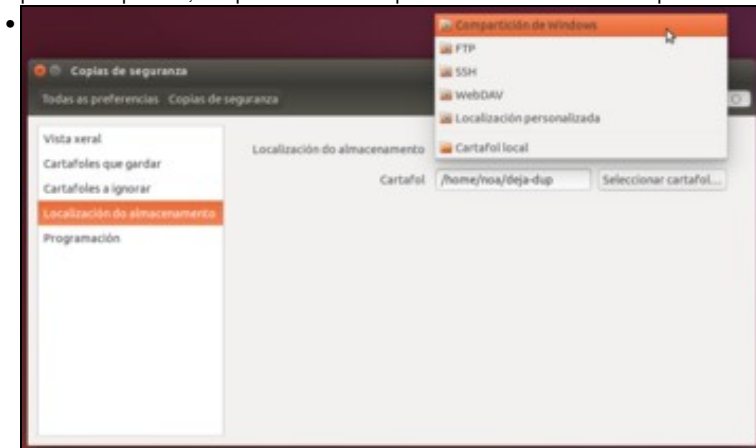 Compartición de Windows
FTP
SSH
WebDAV
Localización personalizada
Cartafol local
Copias de seguranza
Todas as preferencias Copias de seguranza
Vista xeral
Cartafoles que gardar
Cartafoles a ignorar
Localización do almacenamento
Programación
Localización do almacenamento
Cartafol /home/noa/deja-dup Seleccionar cartafol...